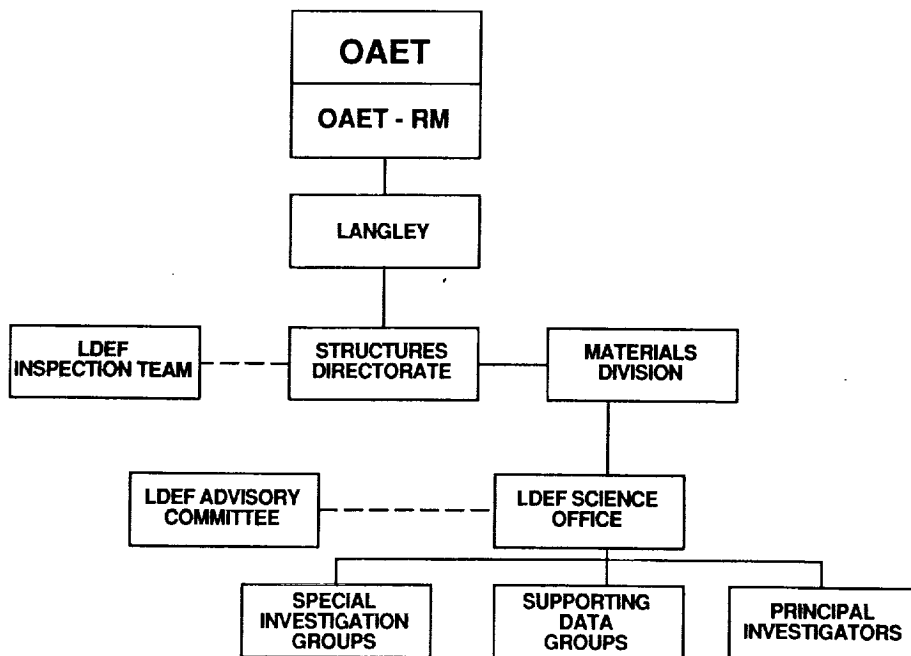 OAET
OAET - RM
LANGLEY
LDEF
INSPECTION TEAM
STRUCTURES
DIRECTORATE
MATERIALS
DIVISION
LDEF ADVISORY
COMMITTEE
LDEF SCIENCE
OFFICE
SPECIAL
INVESTIGATION
GROUPS
SUPPORTING
DATA
GROUPS
PRINCIPAL
INVESTIGATORS